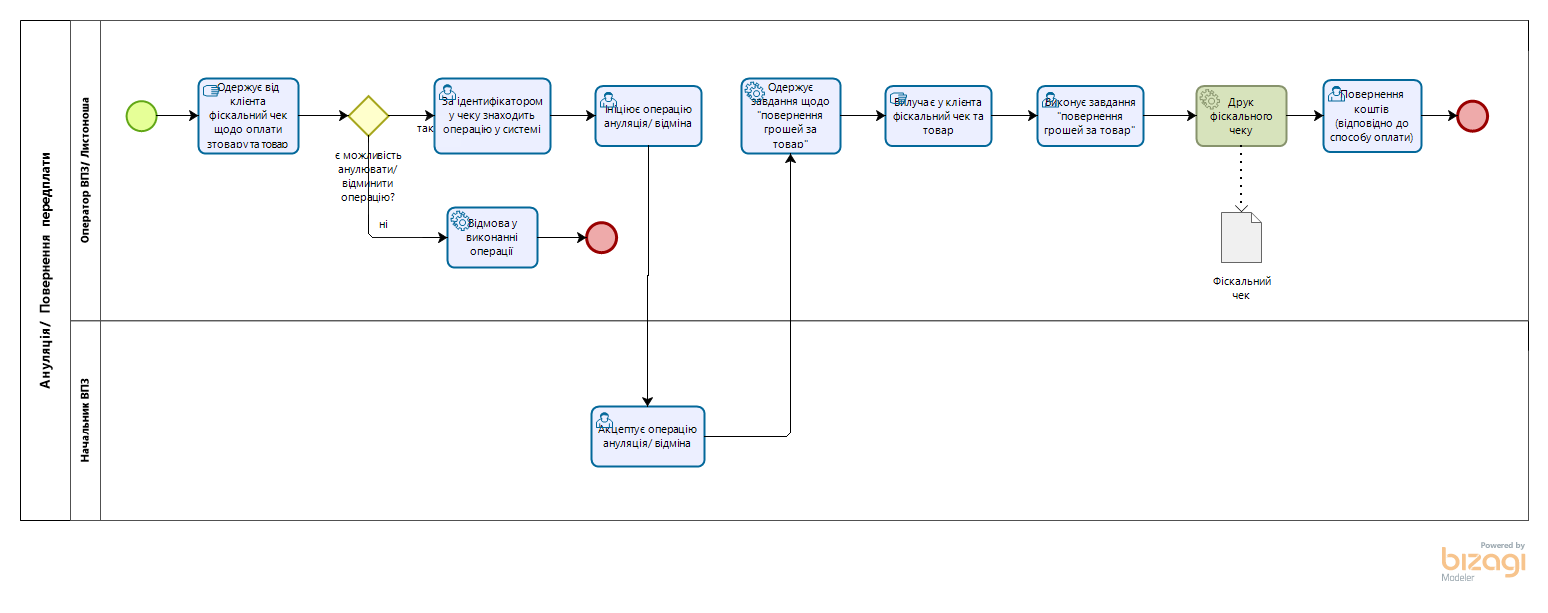 Ануляція/ Повернення передплати
Оператор ВПЗ/ Листоноша
Одержує від
клієнта
фіскальний чек
щодо оплати
зтовару та товар
є можливість
анулювати/
відминити
операцію?
так
ні
За ідентифікатором
у чеку знаходить
операцію у системі
Відмова у
виконанні
операції
Ініціює операцію
ануляція/ відміна
Одержує
завдання щодо
"повернення
грошей за
товар"
Вилучає у клієнта
фіскальний чек та
товар
Виконує завдання
"повернення
грошей за товар"
Друк
фіскального
чеку
Фіскальний
чек
Повернення
коштів
(відповідно до
способу оплати)
Начальник ВПЗ
Акцептує операцію
ануляція/ відміна
Powered by
bizagi
Modeler